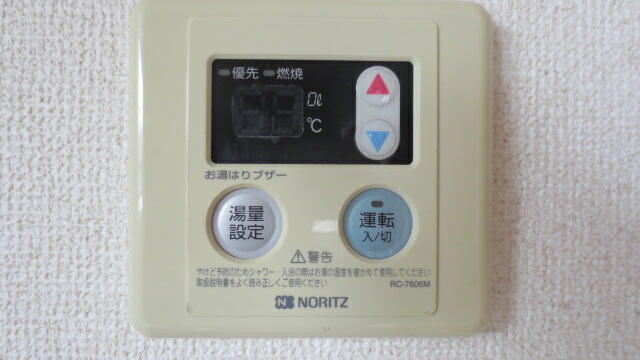 優先 燃焼
0ℓ
℃
お湯はりブザー
湯量
設定
運転
入/切
警告
やけど予防のためシャワー・入浴の際はお湯の温度を確かめて使用してください
取扱説明書をよく読み正しくご使用ください
RC-7606M
NORITZ